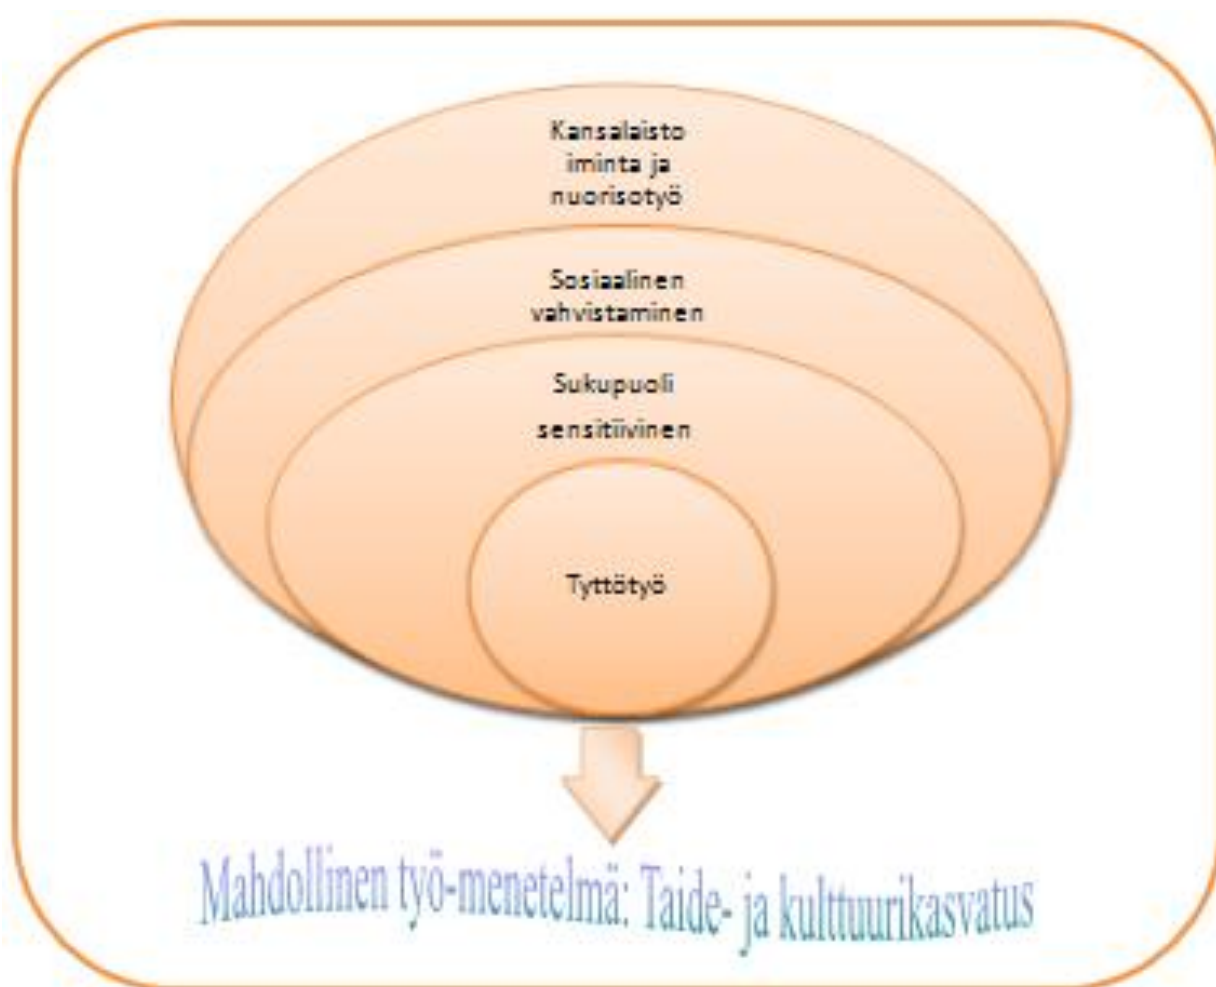 Kansalaisto
iminta ja
nuorisotyö
Sosiaalinen
vahvistaminen
Sukupuoli
sensitiivinen
Tyttötyö
Mahdollinen työ-menetelmä: Taide- ja kulttuurikasvatus